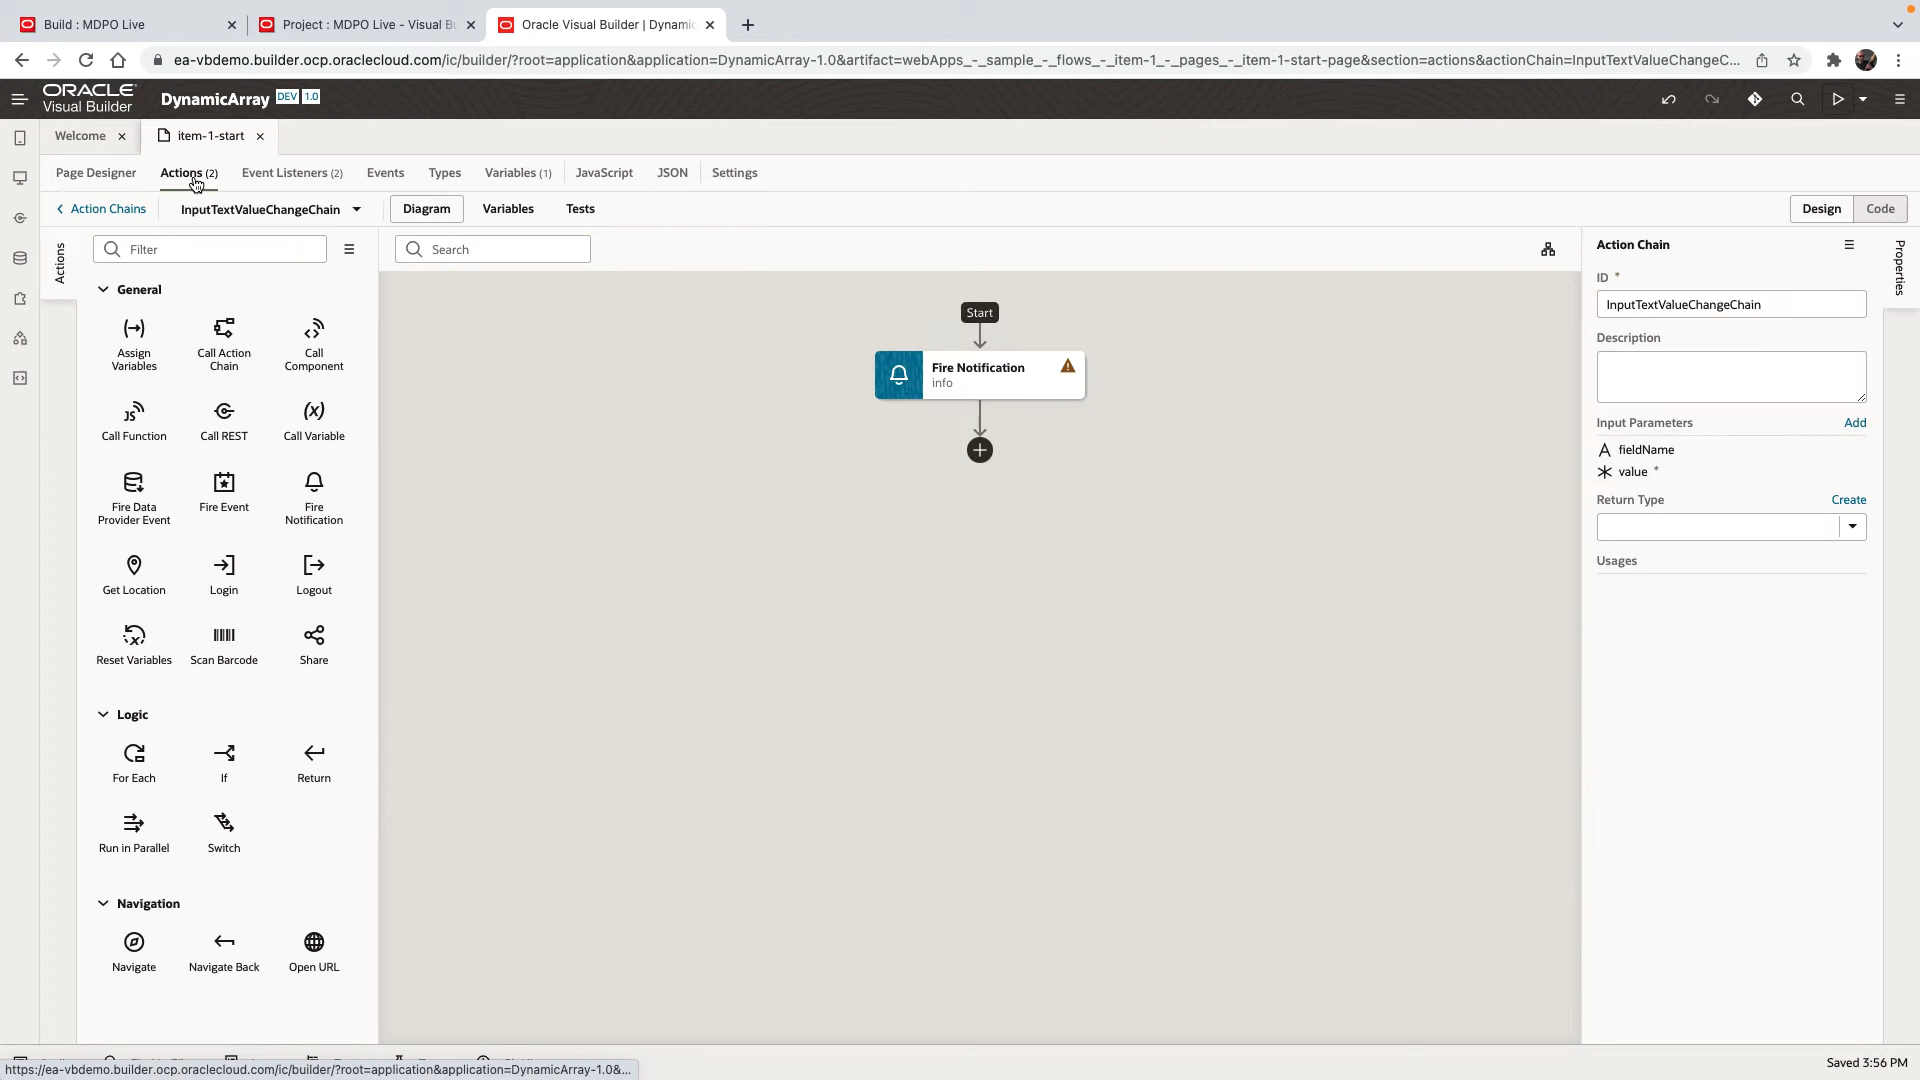 Build : MDPO Live
Project : MDPO Live - Visual Bu
Oracle Visual Builder | Dynamic
ea-vbdemo.builder.ocp.oraclecloud.com/ic/builder/?root=application&application=DynamicArray-1.0&artifact=webApps_-_sample_-_flows_-_item-1_-_pages_-_item-1-start-page&section=actions&actionChain=InputTextValueChangeC...
ORACLE
Visual Builder
DynamicArray DEV 1.0
Welcome
item-1-start
Page Designer
Actions (2)
Event Listeners (2)
Events
Types
Variables (1)
JavaScript
JSON
Settings
Action Chains
InputTextValueChangeChain
Diagram
Variables
Tests
Design
Code
Actions
Filter
Search
General
Assign
Variables
Call Action
Chain
Call
Component
Call Function
Call REST
Call Variable
Fire Data
Provider Event
Fire Event
Fire
Notification
Get Location
Login
Logout
Reset Variables
Scan Barcode
Share
Logic
For Each
If
Return
Run in Parallel
Switch
Navigation
Navigate
Navigate Back
Open URL
Start
Fire Notification
info
Action Chain
ID *
InputTextValueChangeChain
Description
Input Parameters
Add
fieldName
value *
Return Type
Create
Usages
Properties
https://ea-vbdemo.builder.ocp.oraclecloud.com/ic/builder/?root=application&application=DynamicArray-1.0&...
Saved 3:56 PM